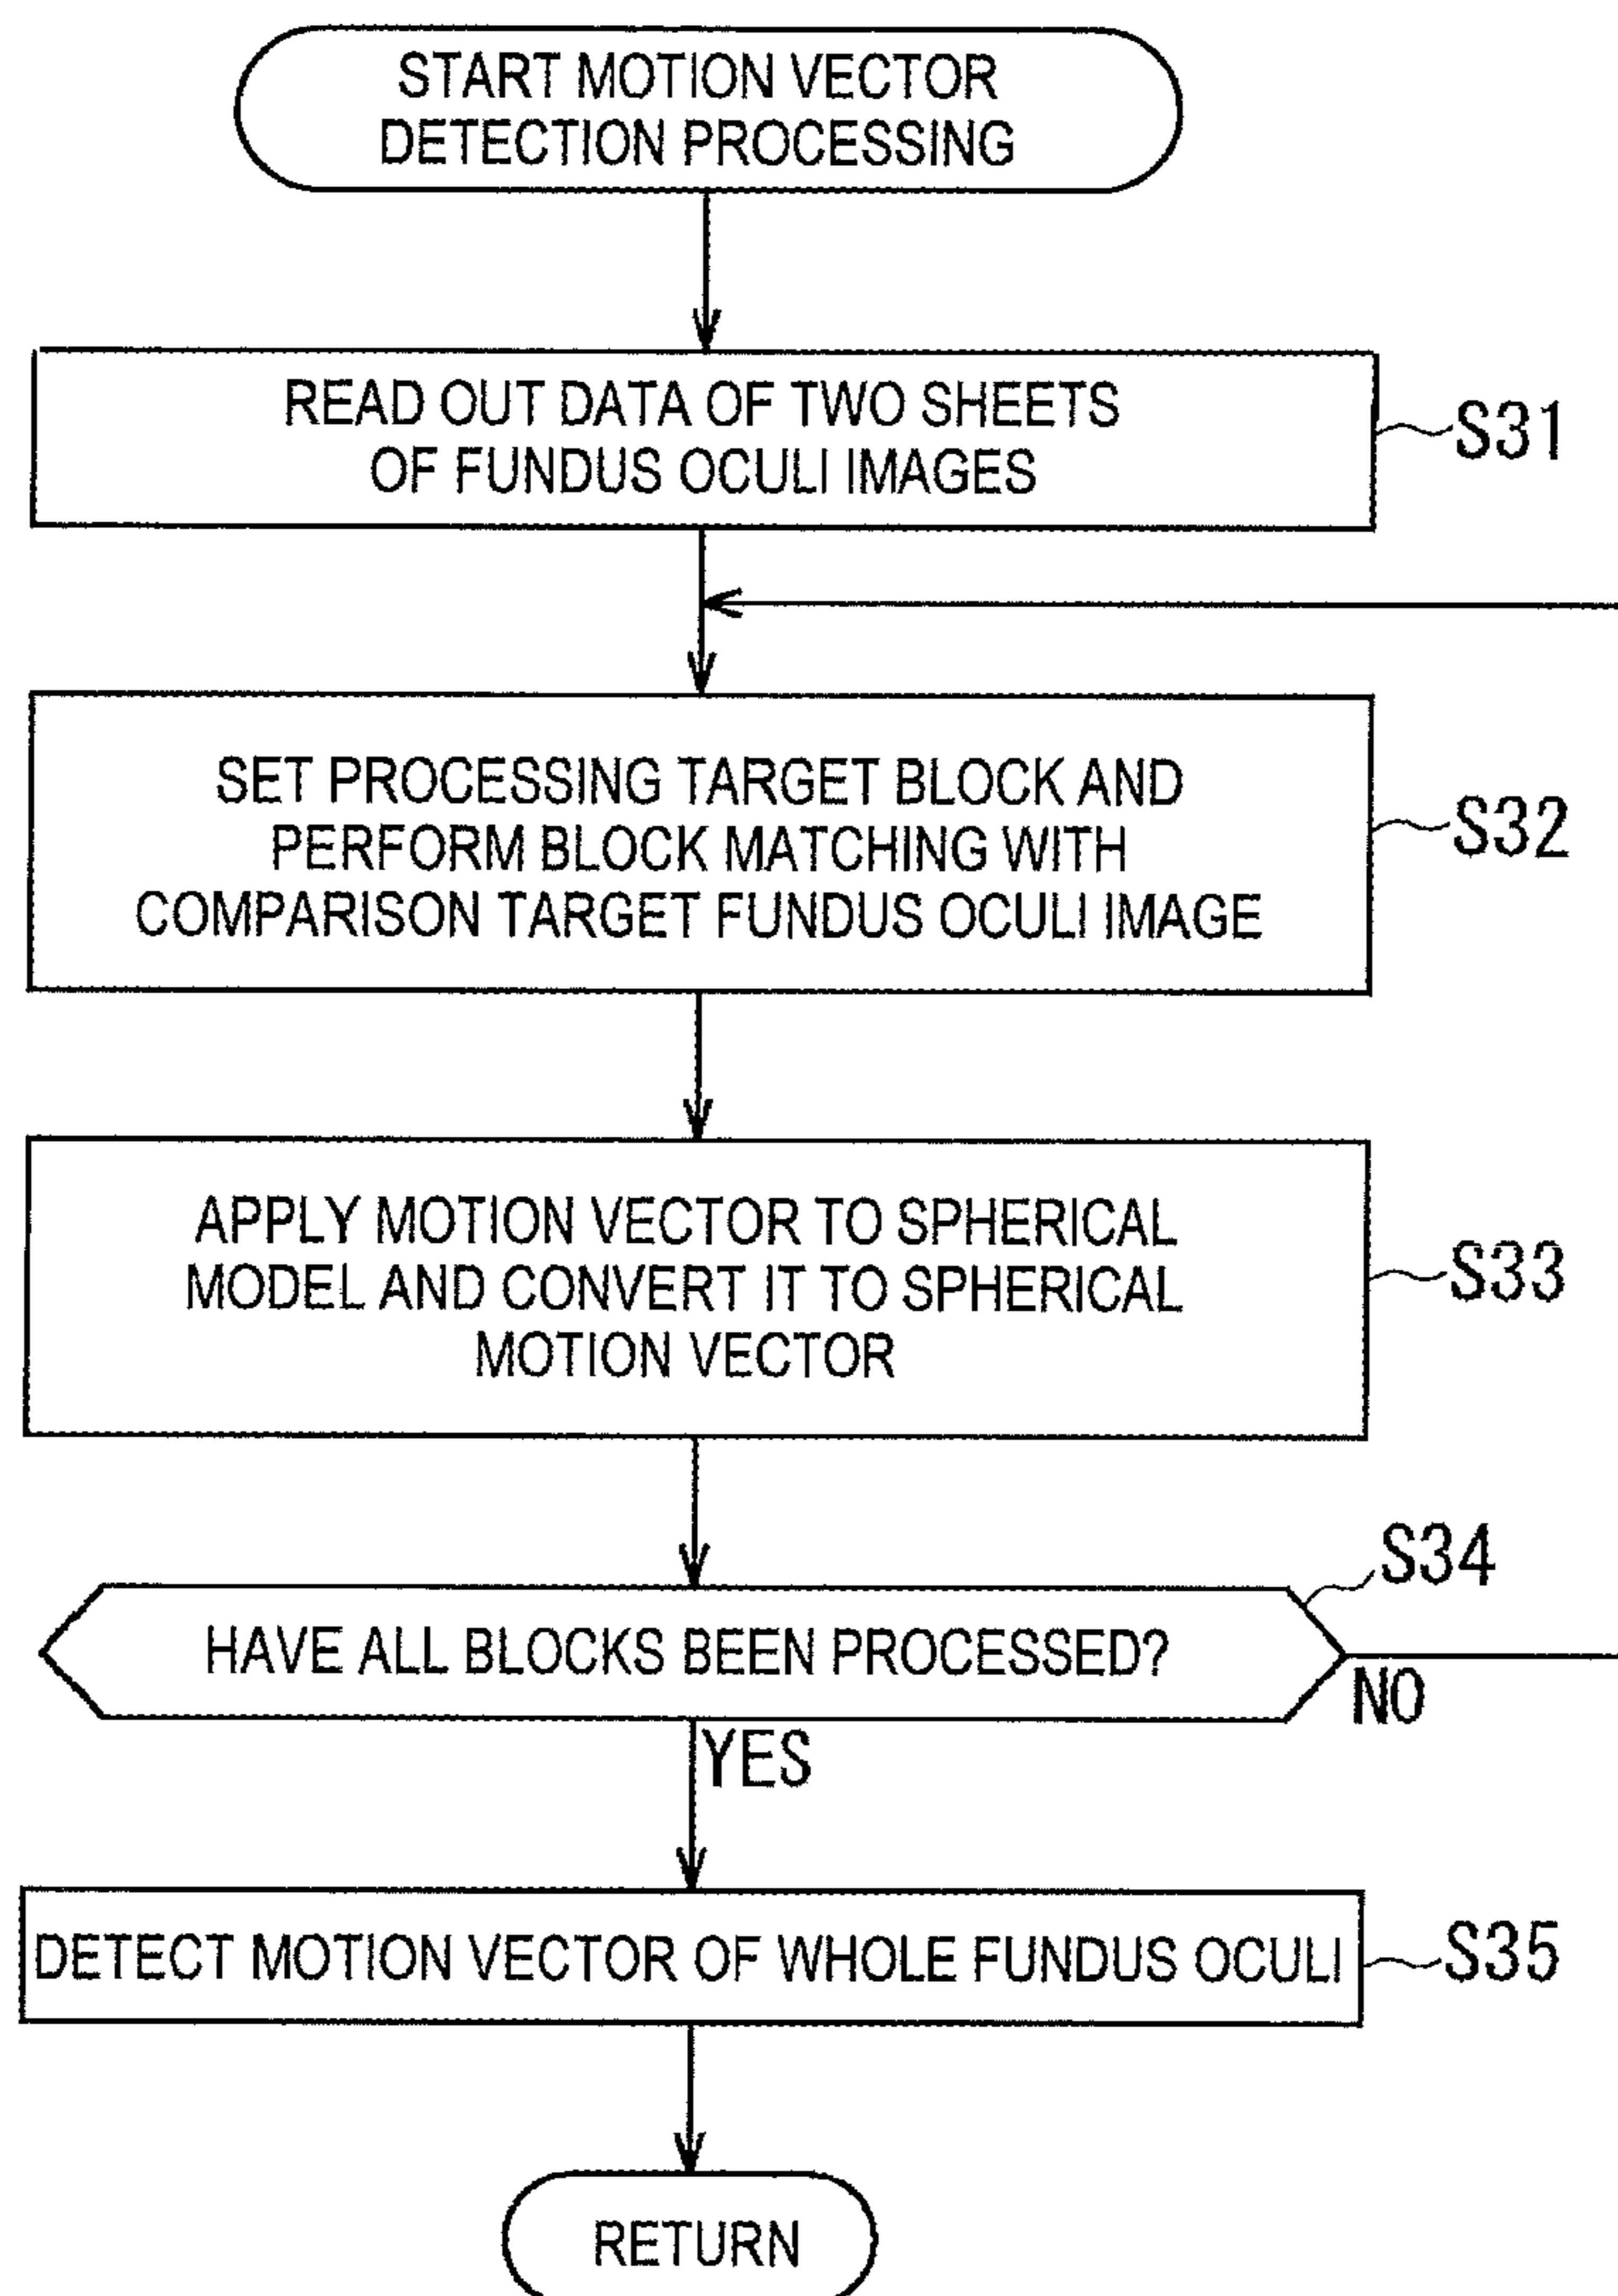 START MOTION VECTOR
DETECTION PROCESSING
READ OUT DATA OF TWO SHEETS
OF FUNDUS OCULI IMAGES
S31
SET PROCESSING TARGET BLOCK AND
PERFORM BLOCK MATCHING WITH
COMPARISON TARGET FUNDUS OCULI IMAGE
S32
APPLY MOTION VECTOR TO SPHERICAL
MODEL AND CONVERT IT TO SPHERICAL
MOTION VECTOR
S33
S34
HAVE ALL BLOCKS BEEN PROCESSED?
NO
YES
DETECT MOTION VECTOR OF WHOLE FUNDUS OCULI
S35
RETURN